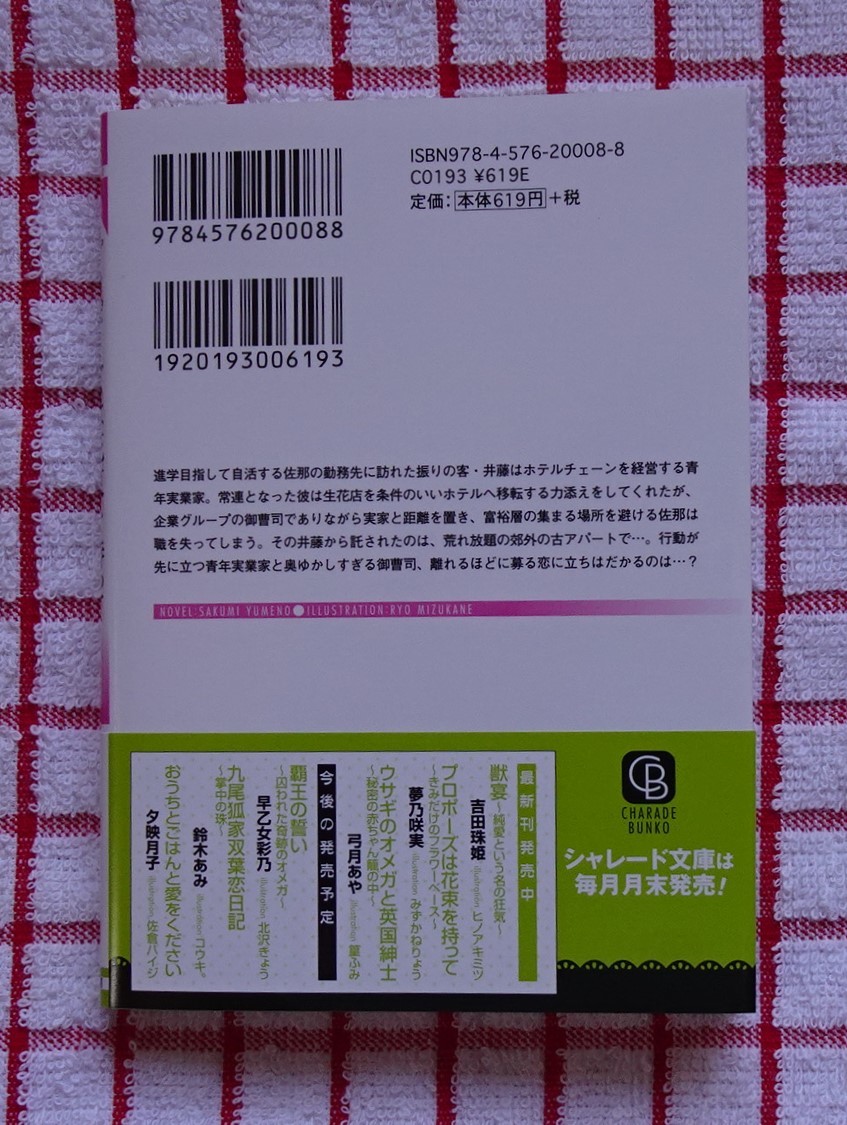 9784576200088
ISBN978-4-576-20008-8
C0193 ¥619E
定価：本体619円+税
1920193006193
進学目指して自活する佐那の勤務先に訪れた振りの客・井藤はホテルチェーンを経営する青
年実業家。常連となった彼は生花店を条件のいいホテルへ移転する力添えをしてくれたが、
企業グループの御曹司でありながら実家と距離を置き、富裕層の集まる場所を避ける佐那は
職を失ってしまう。その井藤から託されたのは、荒れ放題の郊外の古アパートで…。行動が
先に立つ青年実業家と奥ゆかしすぎる御曹司、離れるほどに募る恋に立ちはだかるのは…？
NOVEL:SAKUMI YUMENO●ILLUSTRATION:RYO MIZUKANE
最新刊発売中
獣宴～純愛という名の狂気～
吉田珠姫 illustration ヒノアキミツ
プロポーズは花束を持って
～きみだけのフラワーベース～
夢乃咲実 illustration みずかねりょう
ウサギのオメガと英国紳士
～秘密の赤ちゃん籠の中～
弓月あや illustration 篁ふみ
今後の発売予定
覇王の誓い
～囚われた奇跡のオメガ～
早乙女彩乃 illustration 北沢きょう
九尾狐家双葉恋日記
～掌中の珠～
鈴木あみ illustration コウキ。
おうちとごはんと愛をください
夕映月子 illustration 佐倉ハイジ
CB
CHARADE
BUNKO
シャレード文庫は
毎月月末発売！